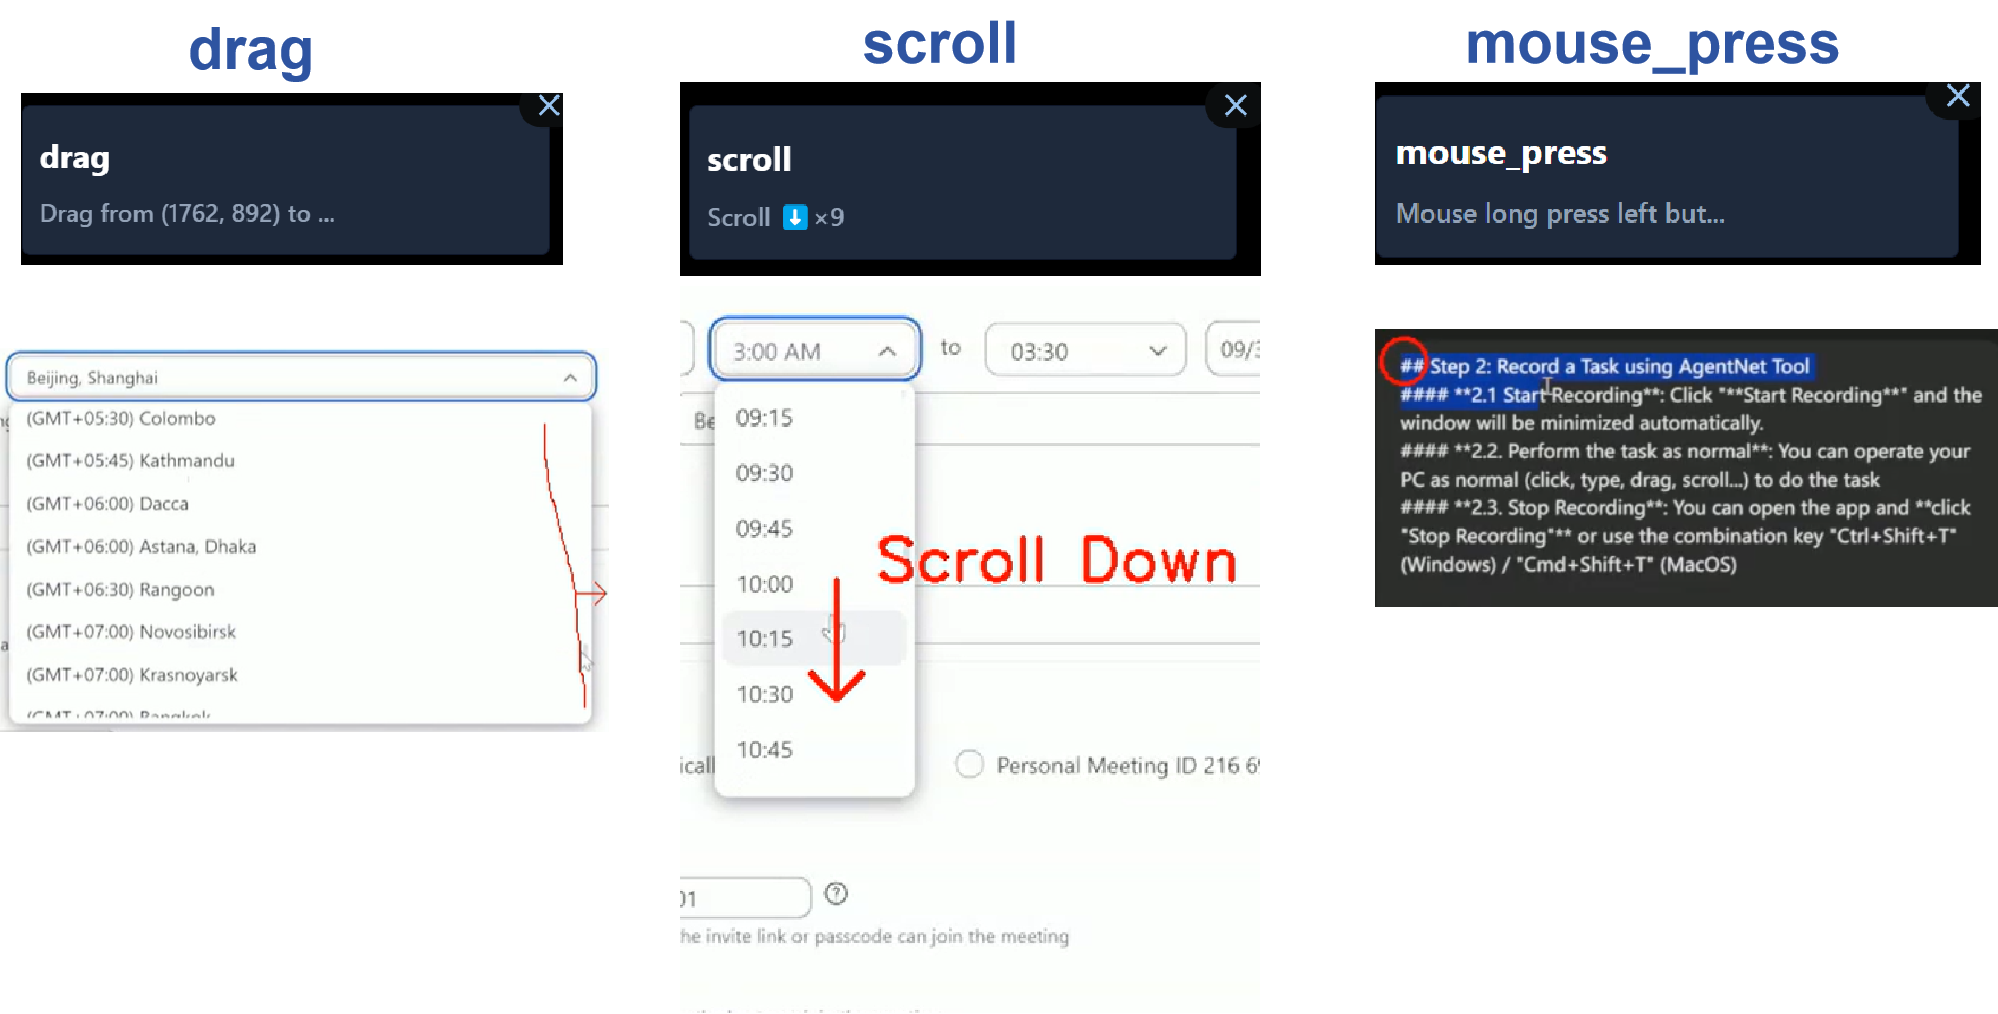 drag
drag
Drag from (1762, 892) to ...
Beijing, Shanghai
(GMT+05:30) Colombo
(GMT+05:45) Kathmandu
(GMT+06:00) Dacca
(GMT+06:00) Astana, Dhaka
(GMT+06:30) Rangoon
(GMT+07:00) Novosibirsk
(GMT+07:00) Krasnoyarsk
(GMT+07:00) Bangkok
scroll
scroll
Scroll ⬇ ×9
3:00 AM to 03:30 09/3
Be
09:15
09:30
09:45
10:00
10:15
10:30
10:45
Scroll Down
ically
Personal Meeting ID 216 6
01
he invite link or passcode can join the meeting
mouse_press
mouse_press
Mouse long press left but...
## Step 2: Record a Task using AgentNet Tool
#### **2.1 Start Recording**: Click "**Start Recording**" and the
window will be minimized automatically.
#### **2.2. Perform the task as normal**: You can operate your
PC as normal (click, type, drag, scroll...) to do the task
#### **2.3. Stop Recording**: You can open the app and **click
"Stop Recording"** or use the combination key "Ctrl+Shift+T"
(Windows) / "Cmd+Shift+T" (MacOS)